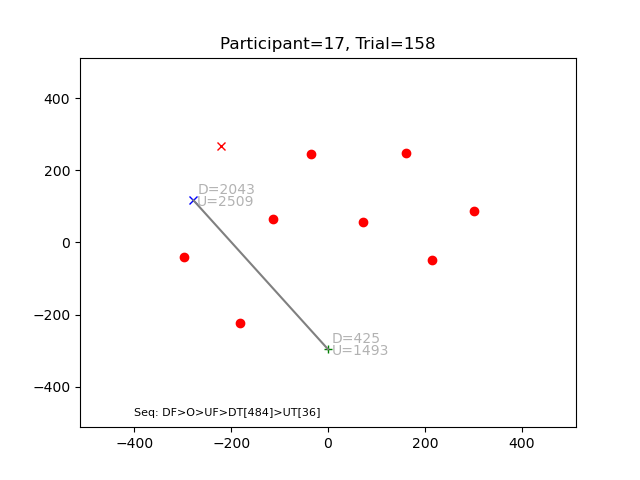 Participant=17, Trial=158
400
200
0
−200
−400
D=2043
U=2509
D=425
U=1493
Seq: DF>O>UF>DT[484]>UT[36]
−400
−200
0
200
400